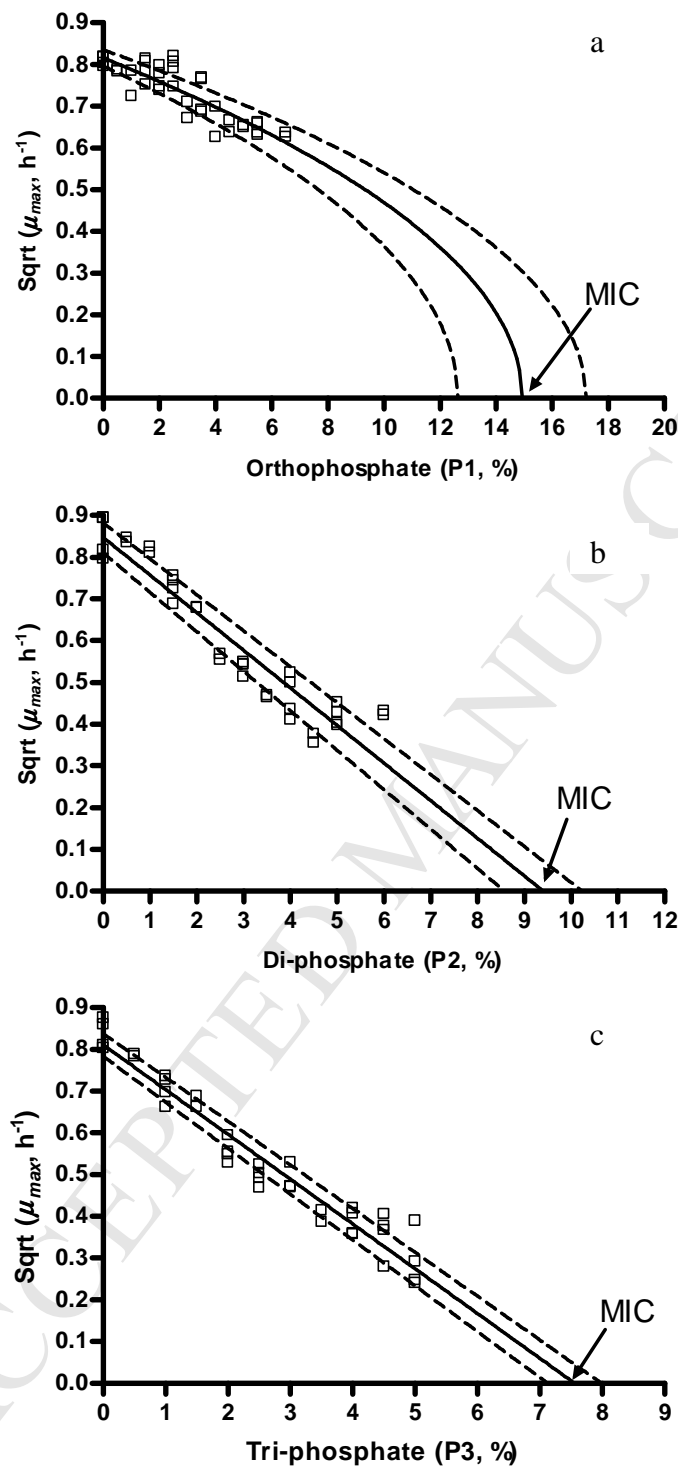 a
0.9
0.8
0.7
0.6
0.5
0.4
0.3
0.2
0.1
0.0
Sqrt (μmax, h-1)
MIC
0 2 4 6 8 10 12 14 16 18 20
Orthophosphate (P1, %)
b
0.9
0.8
0.7
0.6
0.5
0.4
0.3
0.2
0.1
0.0
Sqrt (μmax, h-1)
MIC
0 1 2 3 4 5 6 7 8 9 10 11 12
Di-phosphate (P2, %)
c
0.9
0.8
0.7
0.6
0.5
0.4
0.3
0.2
0.1
0.0
Sqrt (μmax, h-1)
MIC
0 1 2 3 4 5 6 7 8 9
Tri-phosphate (P3, %)
CCEPTED MANUSC